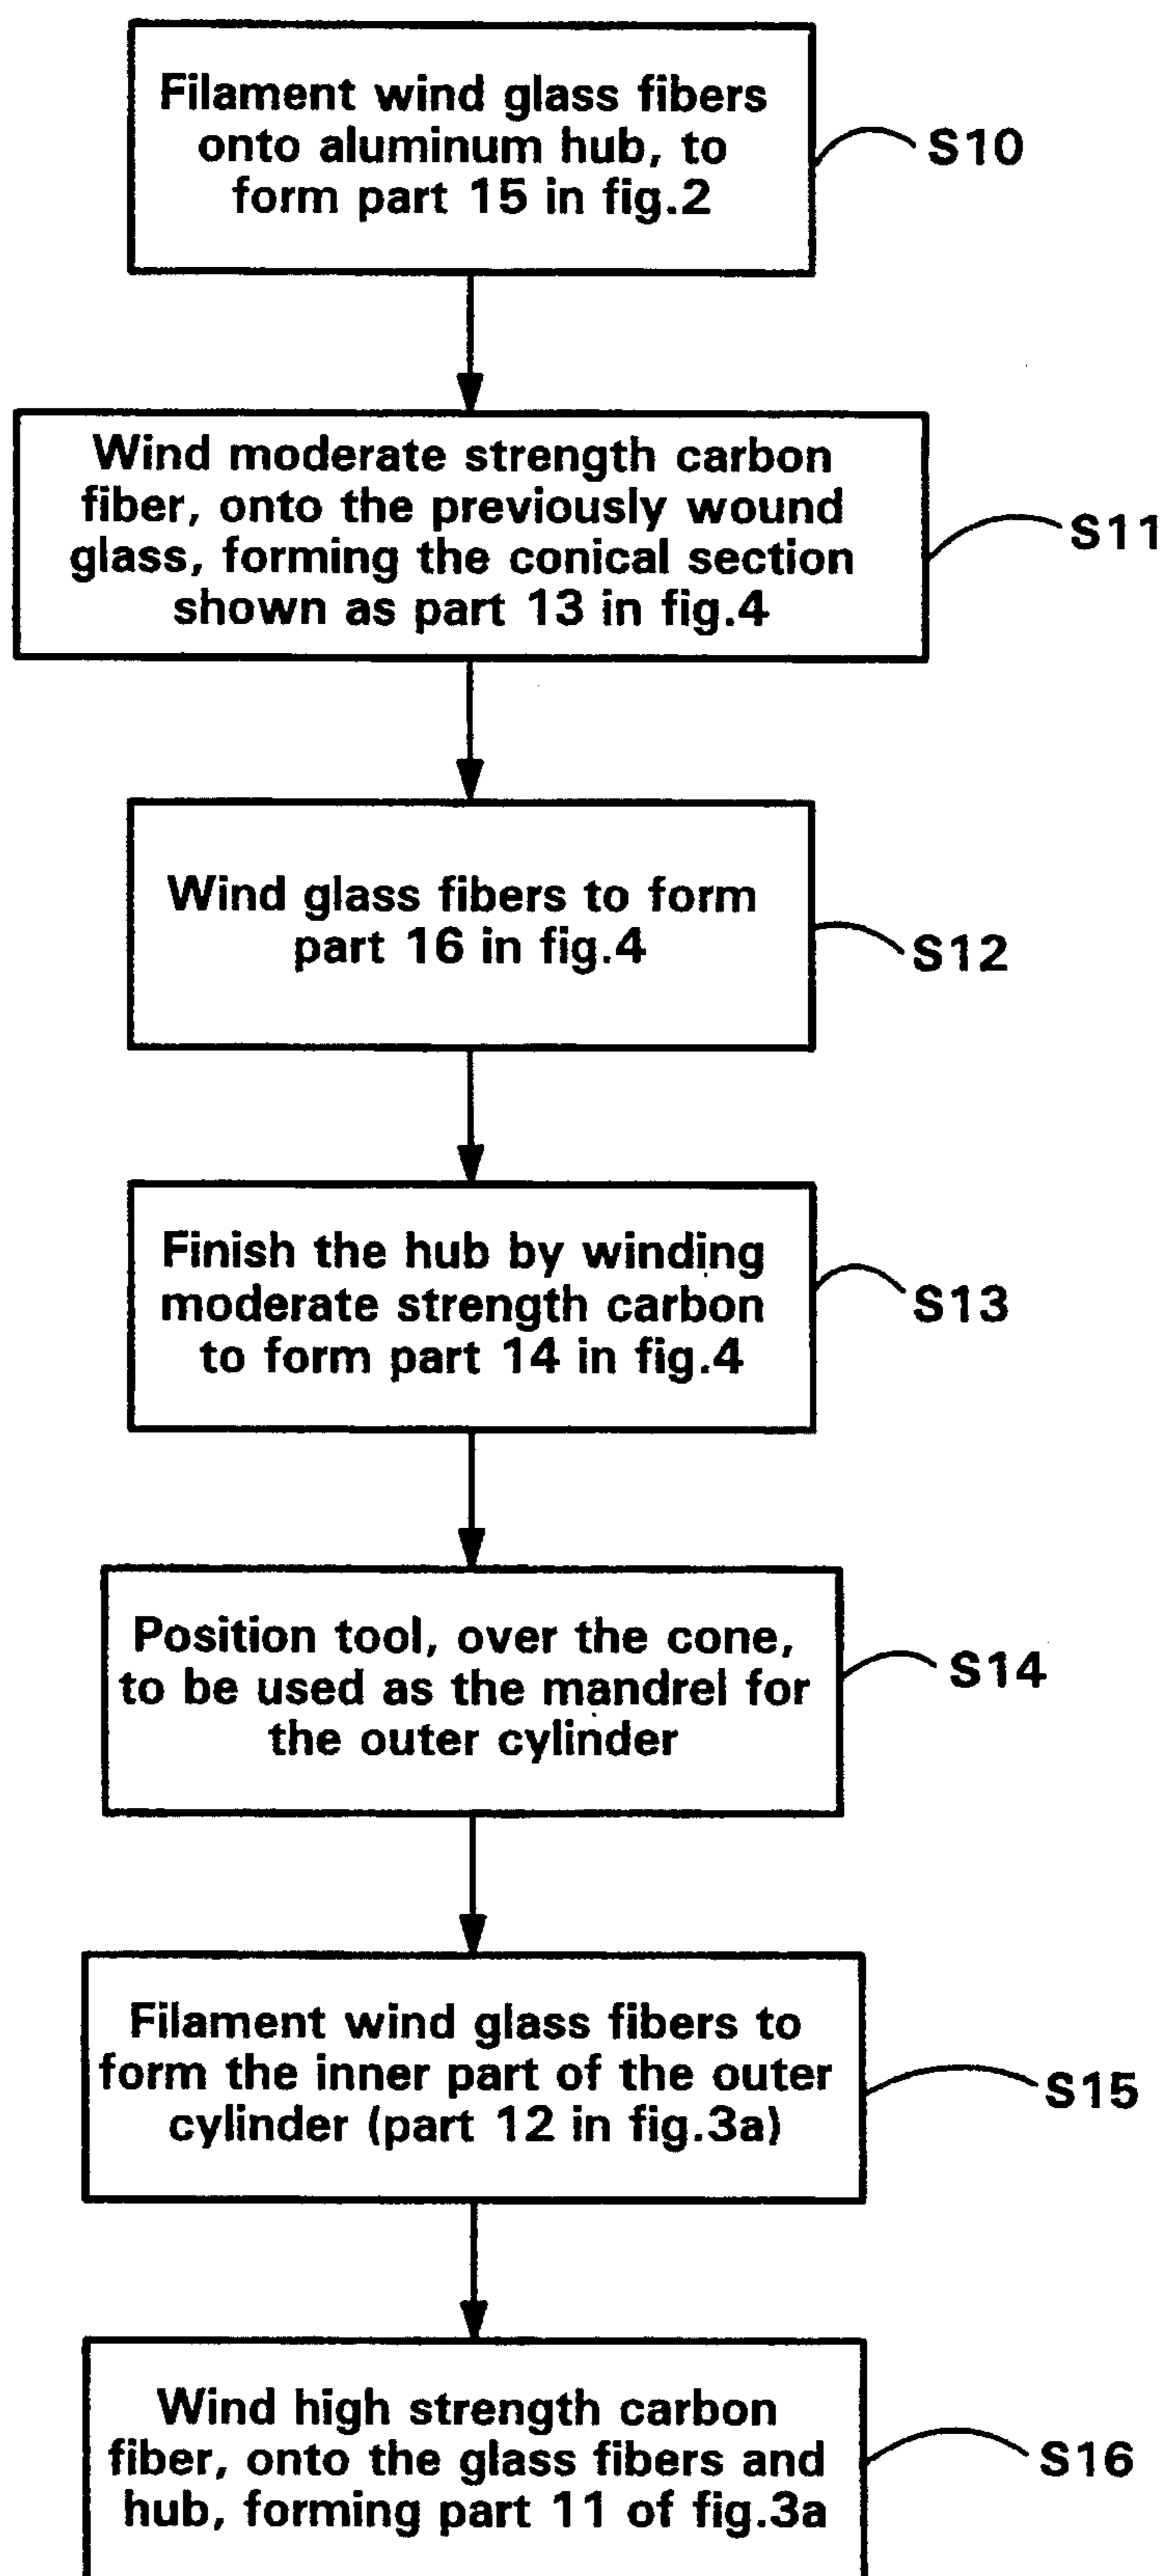 Filament wind glass fibers
onto aluminum hub, to
form part 15 in fig.2
S10
Wind moderate strength carbon
fiber, onto the previously wound
glass, forming the conical section
shown as part 13 in fig.4
S11
Wind glass fibers to form
part 16 in fig.4
S12
Finish the hub by winding
moderate strength carbon
to form part 14 in fig.4
S13
Position tool, over the cone,
to be used as the mandrel for
the outer cylinder
S14
Filament wind glass fibers to
form the inner part of the outer
cylinder (part 12 in fig.3a)
S15
Wind high strength carbon
fiber, onto the glass fibers and
hub, forming part 11 of fig.3a
S16